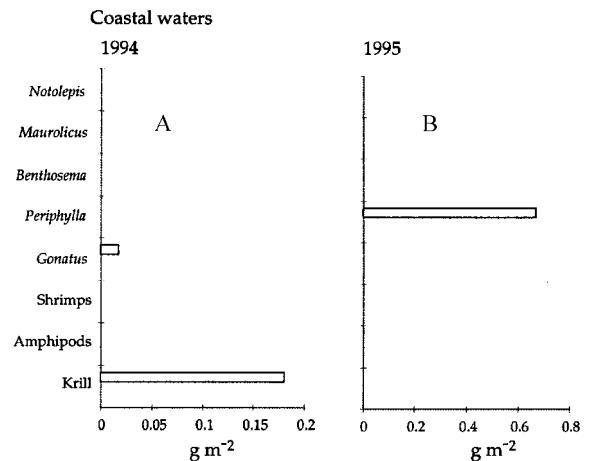 Coastal waters
1994
1995
Notolepis
Maurolicus
Benthosema
Periphylla
Gonatus
Shrimps
Amphipods
Krill
A
B
0 0.05 0.1 0.15 0.2
0 0.2 0.4 0.6 0.8
g m⁻²
g m⁻²